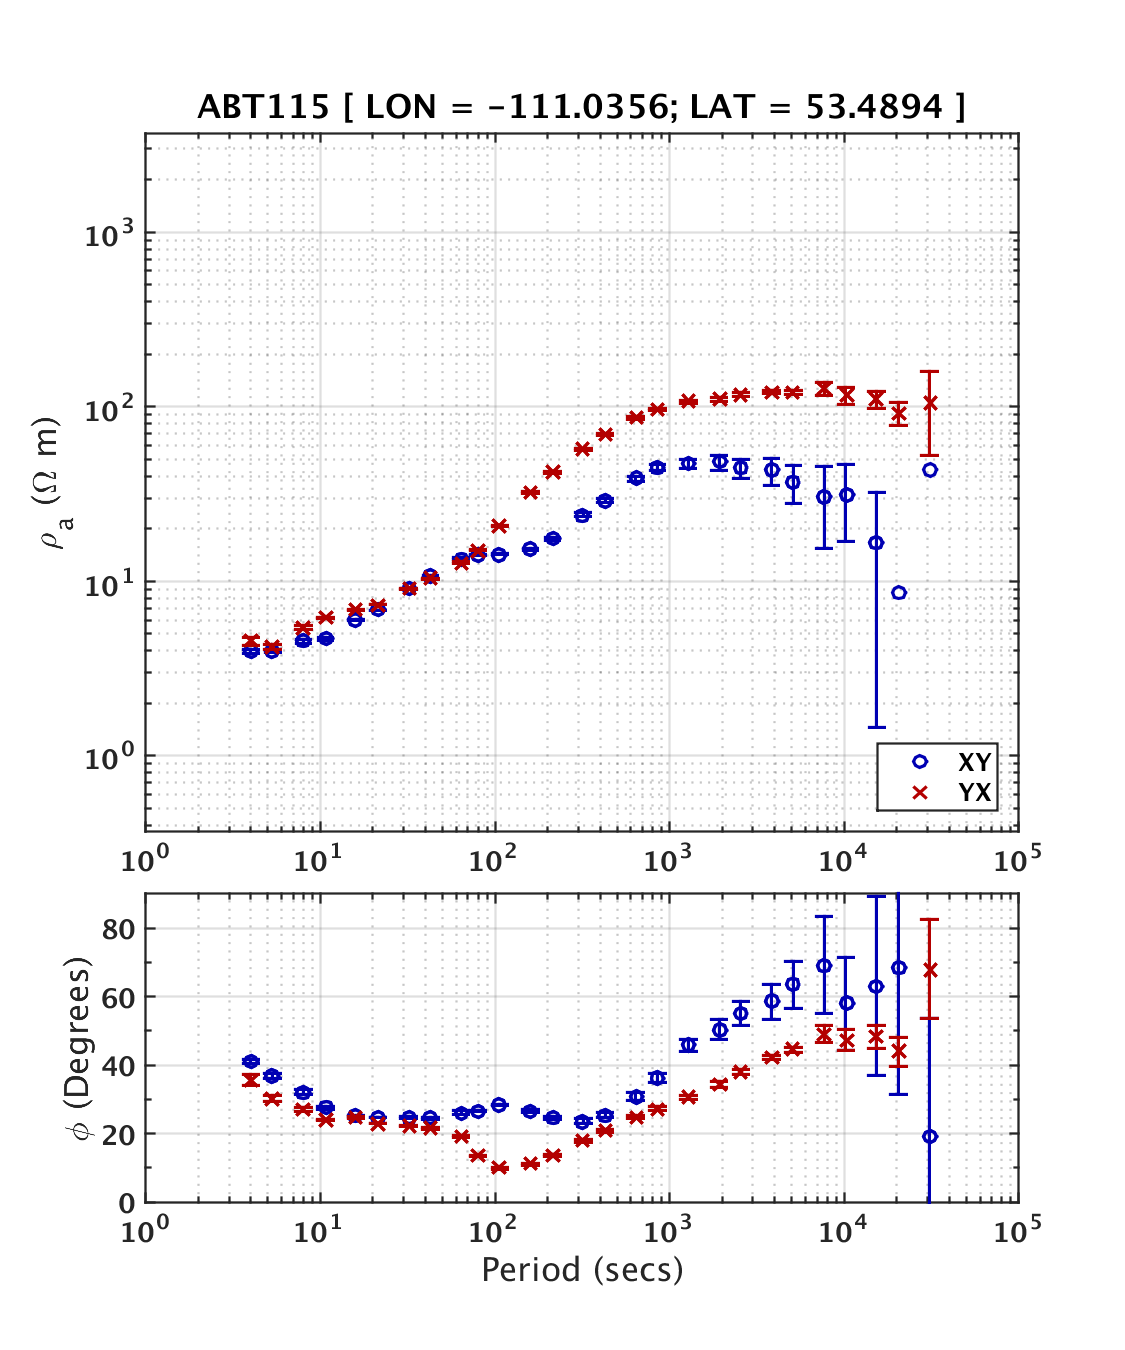 ABT115 [ LON = -111.0356; LAT = 53.4894 ]
10³
10²
10¹
10⁰
ρₐ (Ω m)
XY
YX
10⁰ 10¹ 10² 10³ 10⁴ 10⁵
80
60
40
20
0
ϕ (Degrees)
10⁰ 10¹ 10² 10³ 10⁴ 10⁵
Period (secs)